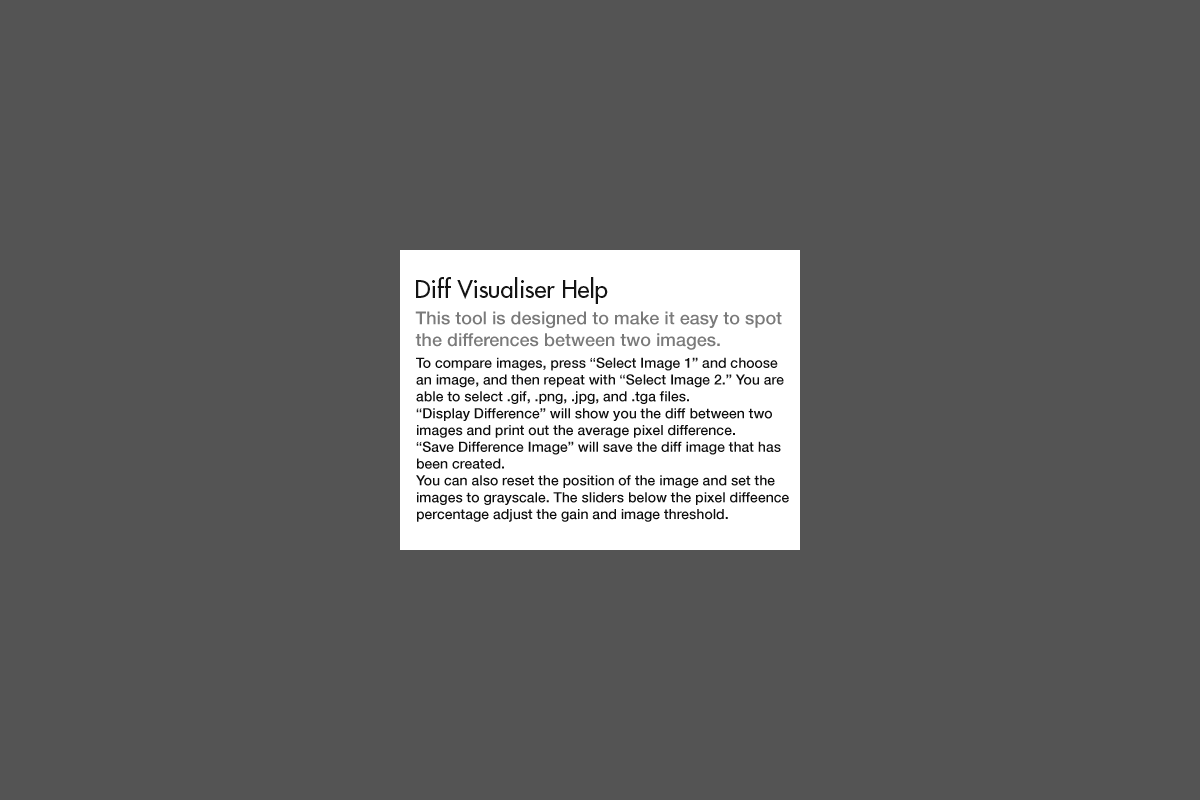 Diff Visualiser Help
This tool is designed to make it easy to spot
the differences between two images.
To compare images, press “Select Image 1” and choose
an image, and then repeat with “Select Image 2.” You are
able to select .gif, .png, .jpg, and .tga files.
“Display Difference” will show you the diff between two
images and print out the average pixel difference.
“Save Difference Image” will save the diff image that has
been created.
You can also reset the position of the image and set the
images to grayscale. The sliders below the pixel diffeence
percentage adjust the gain and image threshold.